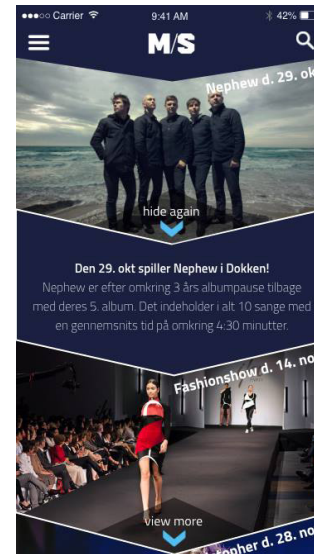 Carrier 9:41 AM 42%
M/S
Nephew d. 29. ok
hide again
Den 29. okt spiller Nephew i Dokken!
Nephew er efter omkring 3 års albumpause tilbage
med deres 5. album. Det indeholder i alt 10 sange med
en gennemsnits tid på omkring 4:30 minutter.
Fashionshow d. 14. no
view more
topher d. 28. no